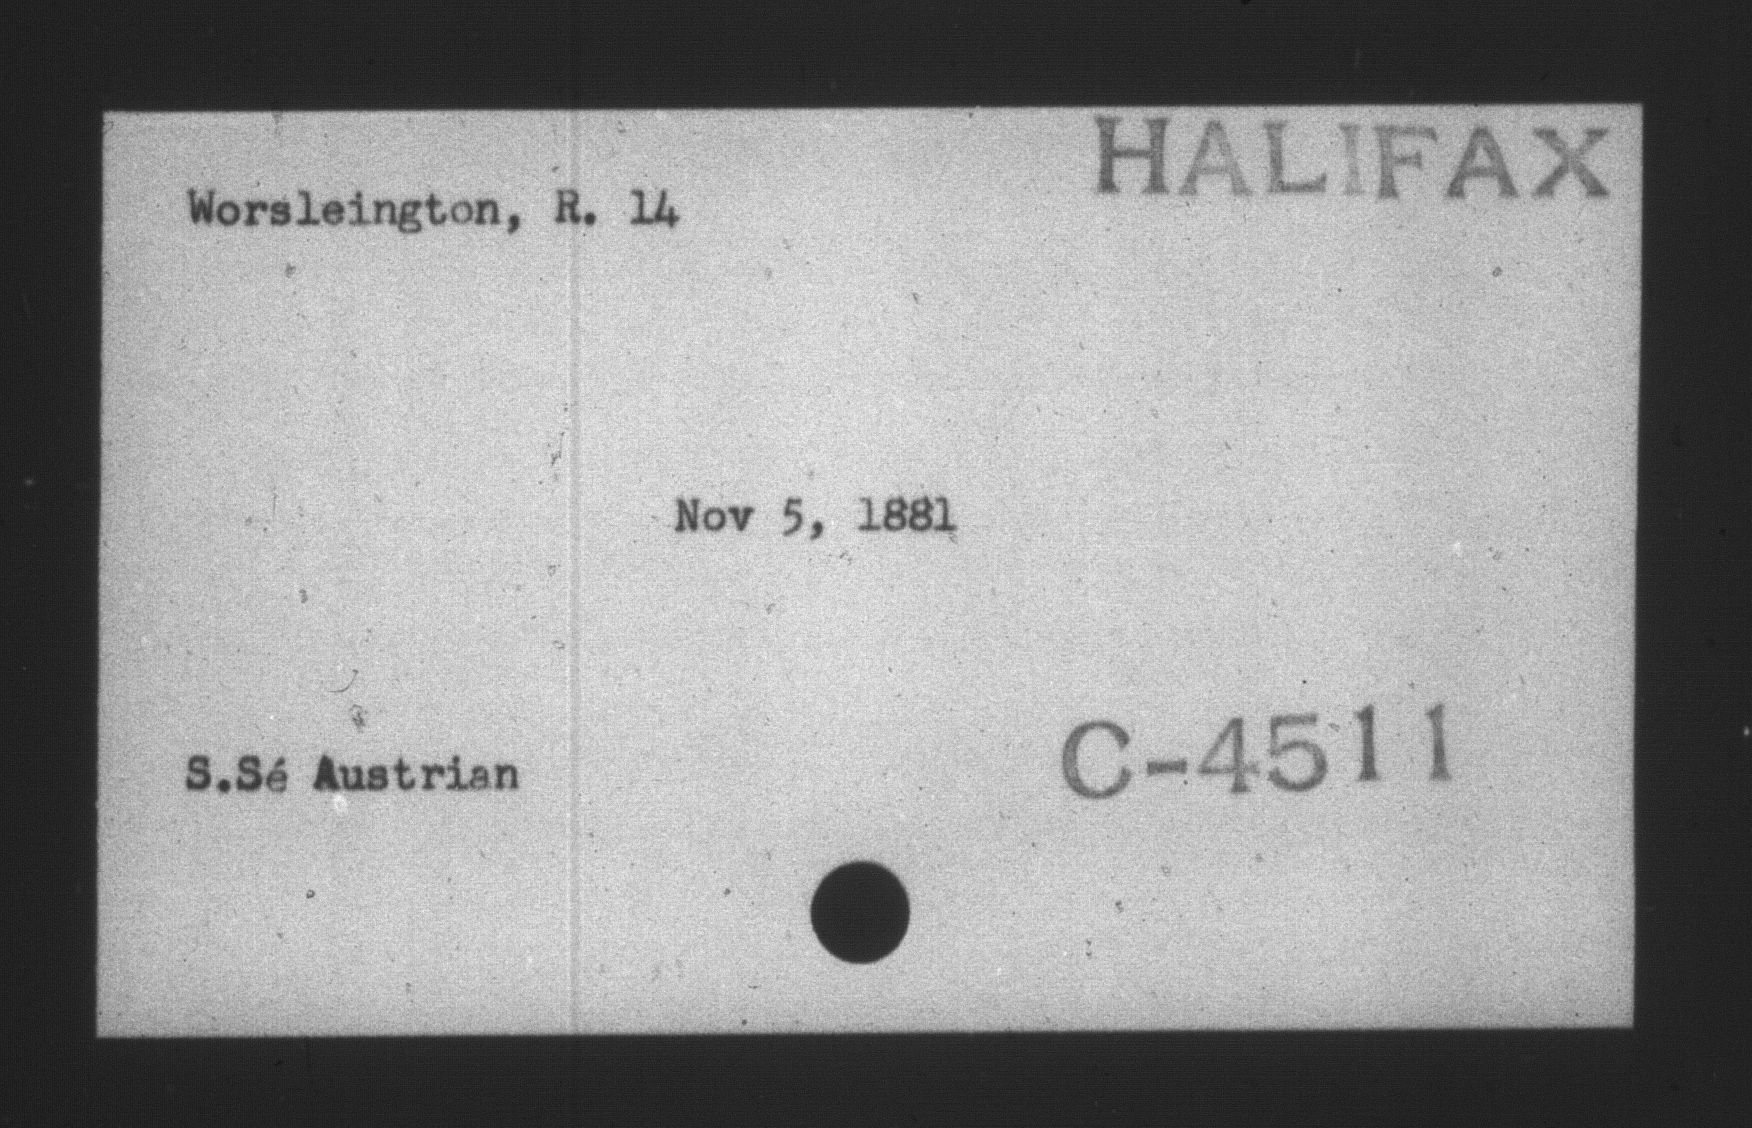 HALIFAX
Worsleington, R. 14
Nov 5, 1881
S.Sé Austrian
C-4511